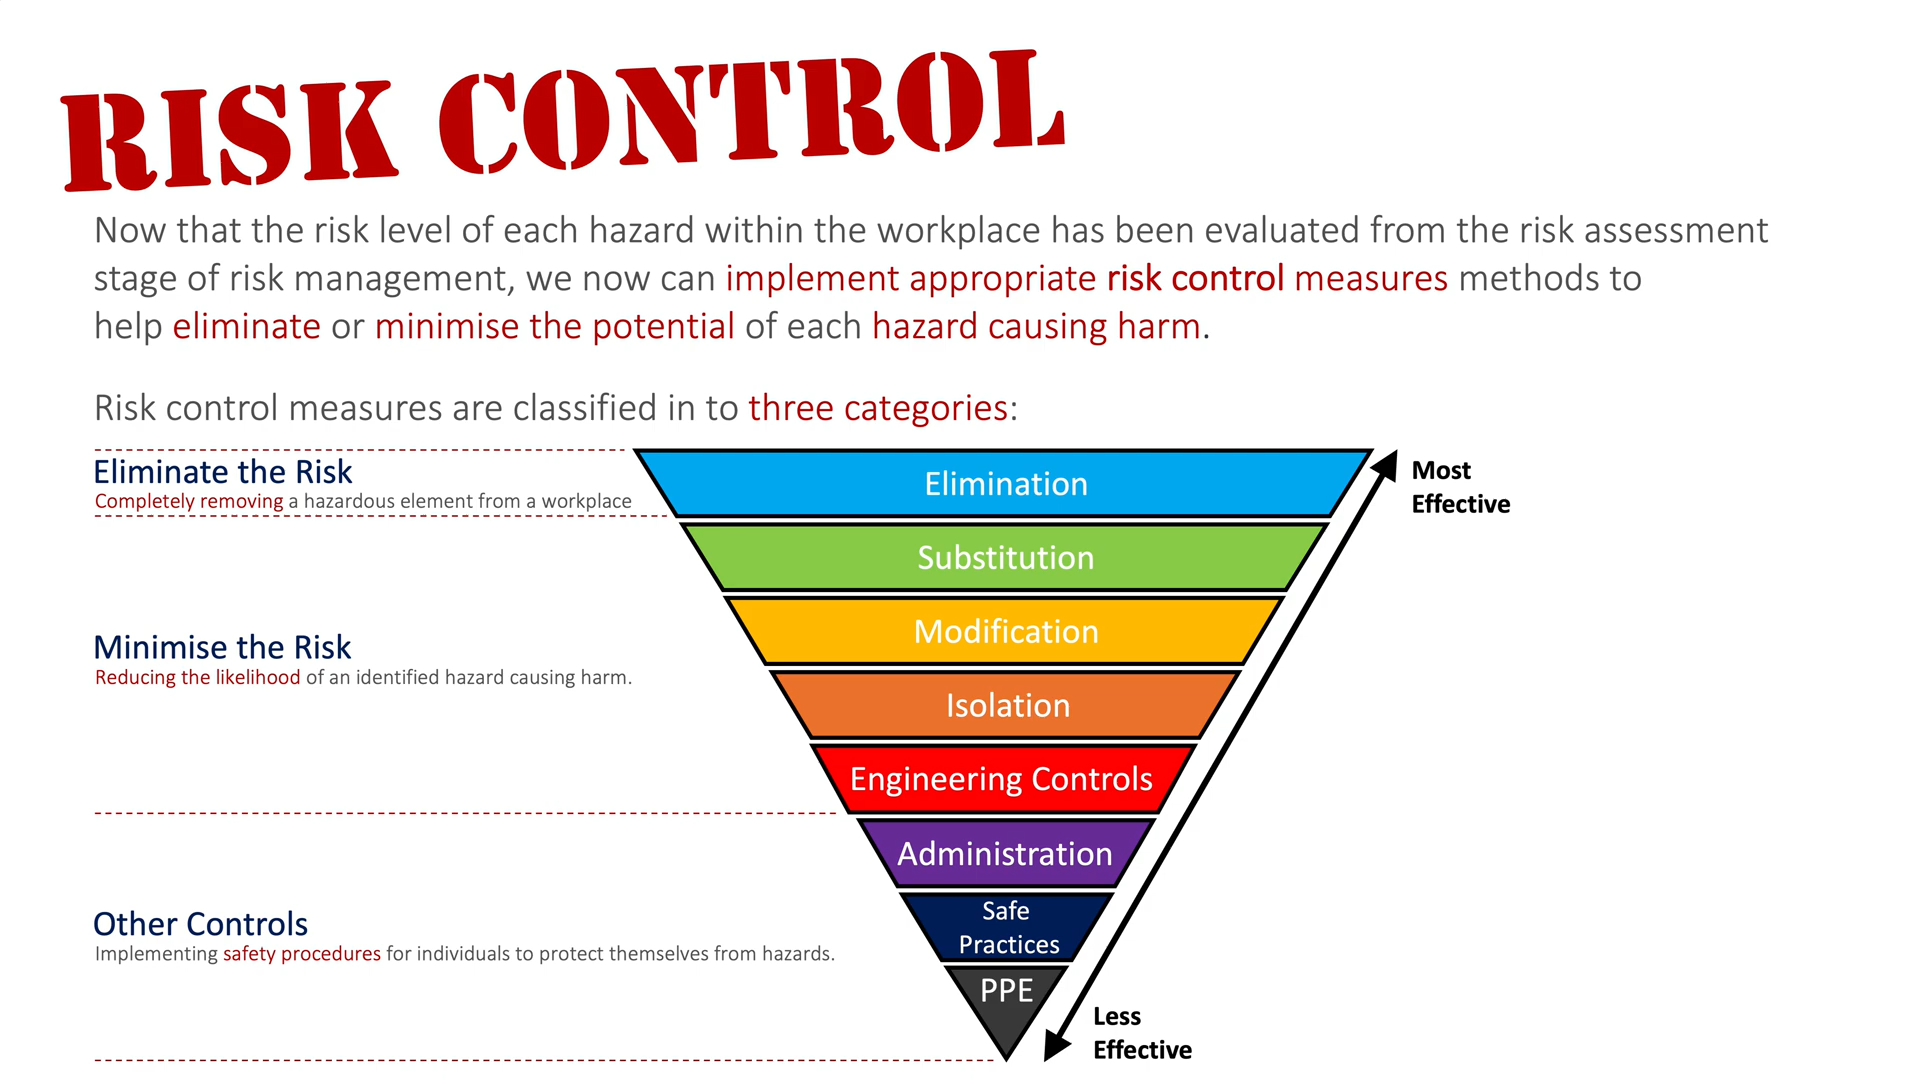 RISK CONTROL
Now that the risk level of each hazard within the workplace has been evaluated from the risk assessment
stage of risk management, we now can implement appropriate risk control measures methods to
help eliminate or minimise the potential of each hazard causing harm.
Risk control measures are classified in to three categories:
Eliminate the Risk
Completely removing a hazardous element from a workplace
Minimise the Risk
Reducing the likelihood of an identified hazard causing harm.
Other Controls
Implementing safety procedures for individuals to protect themselves from hazards.
Elimination
Substitution
Modification
Isolation
Engineering Controls
Administration
Safe
Practices
PPE
Most
Effective
Less
Effective